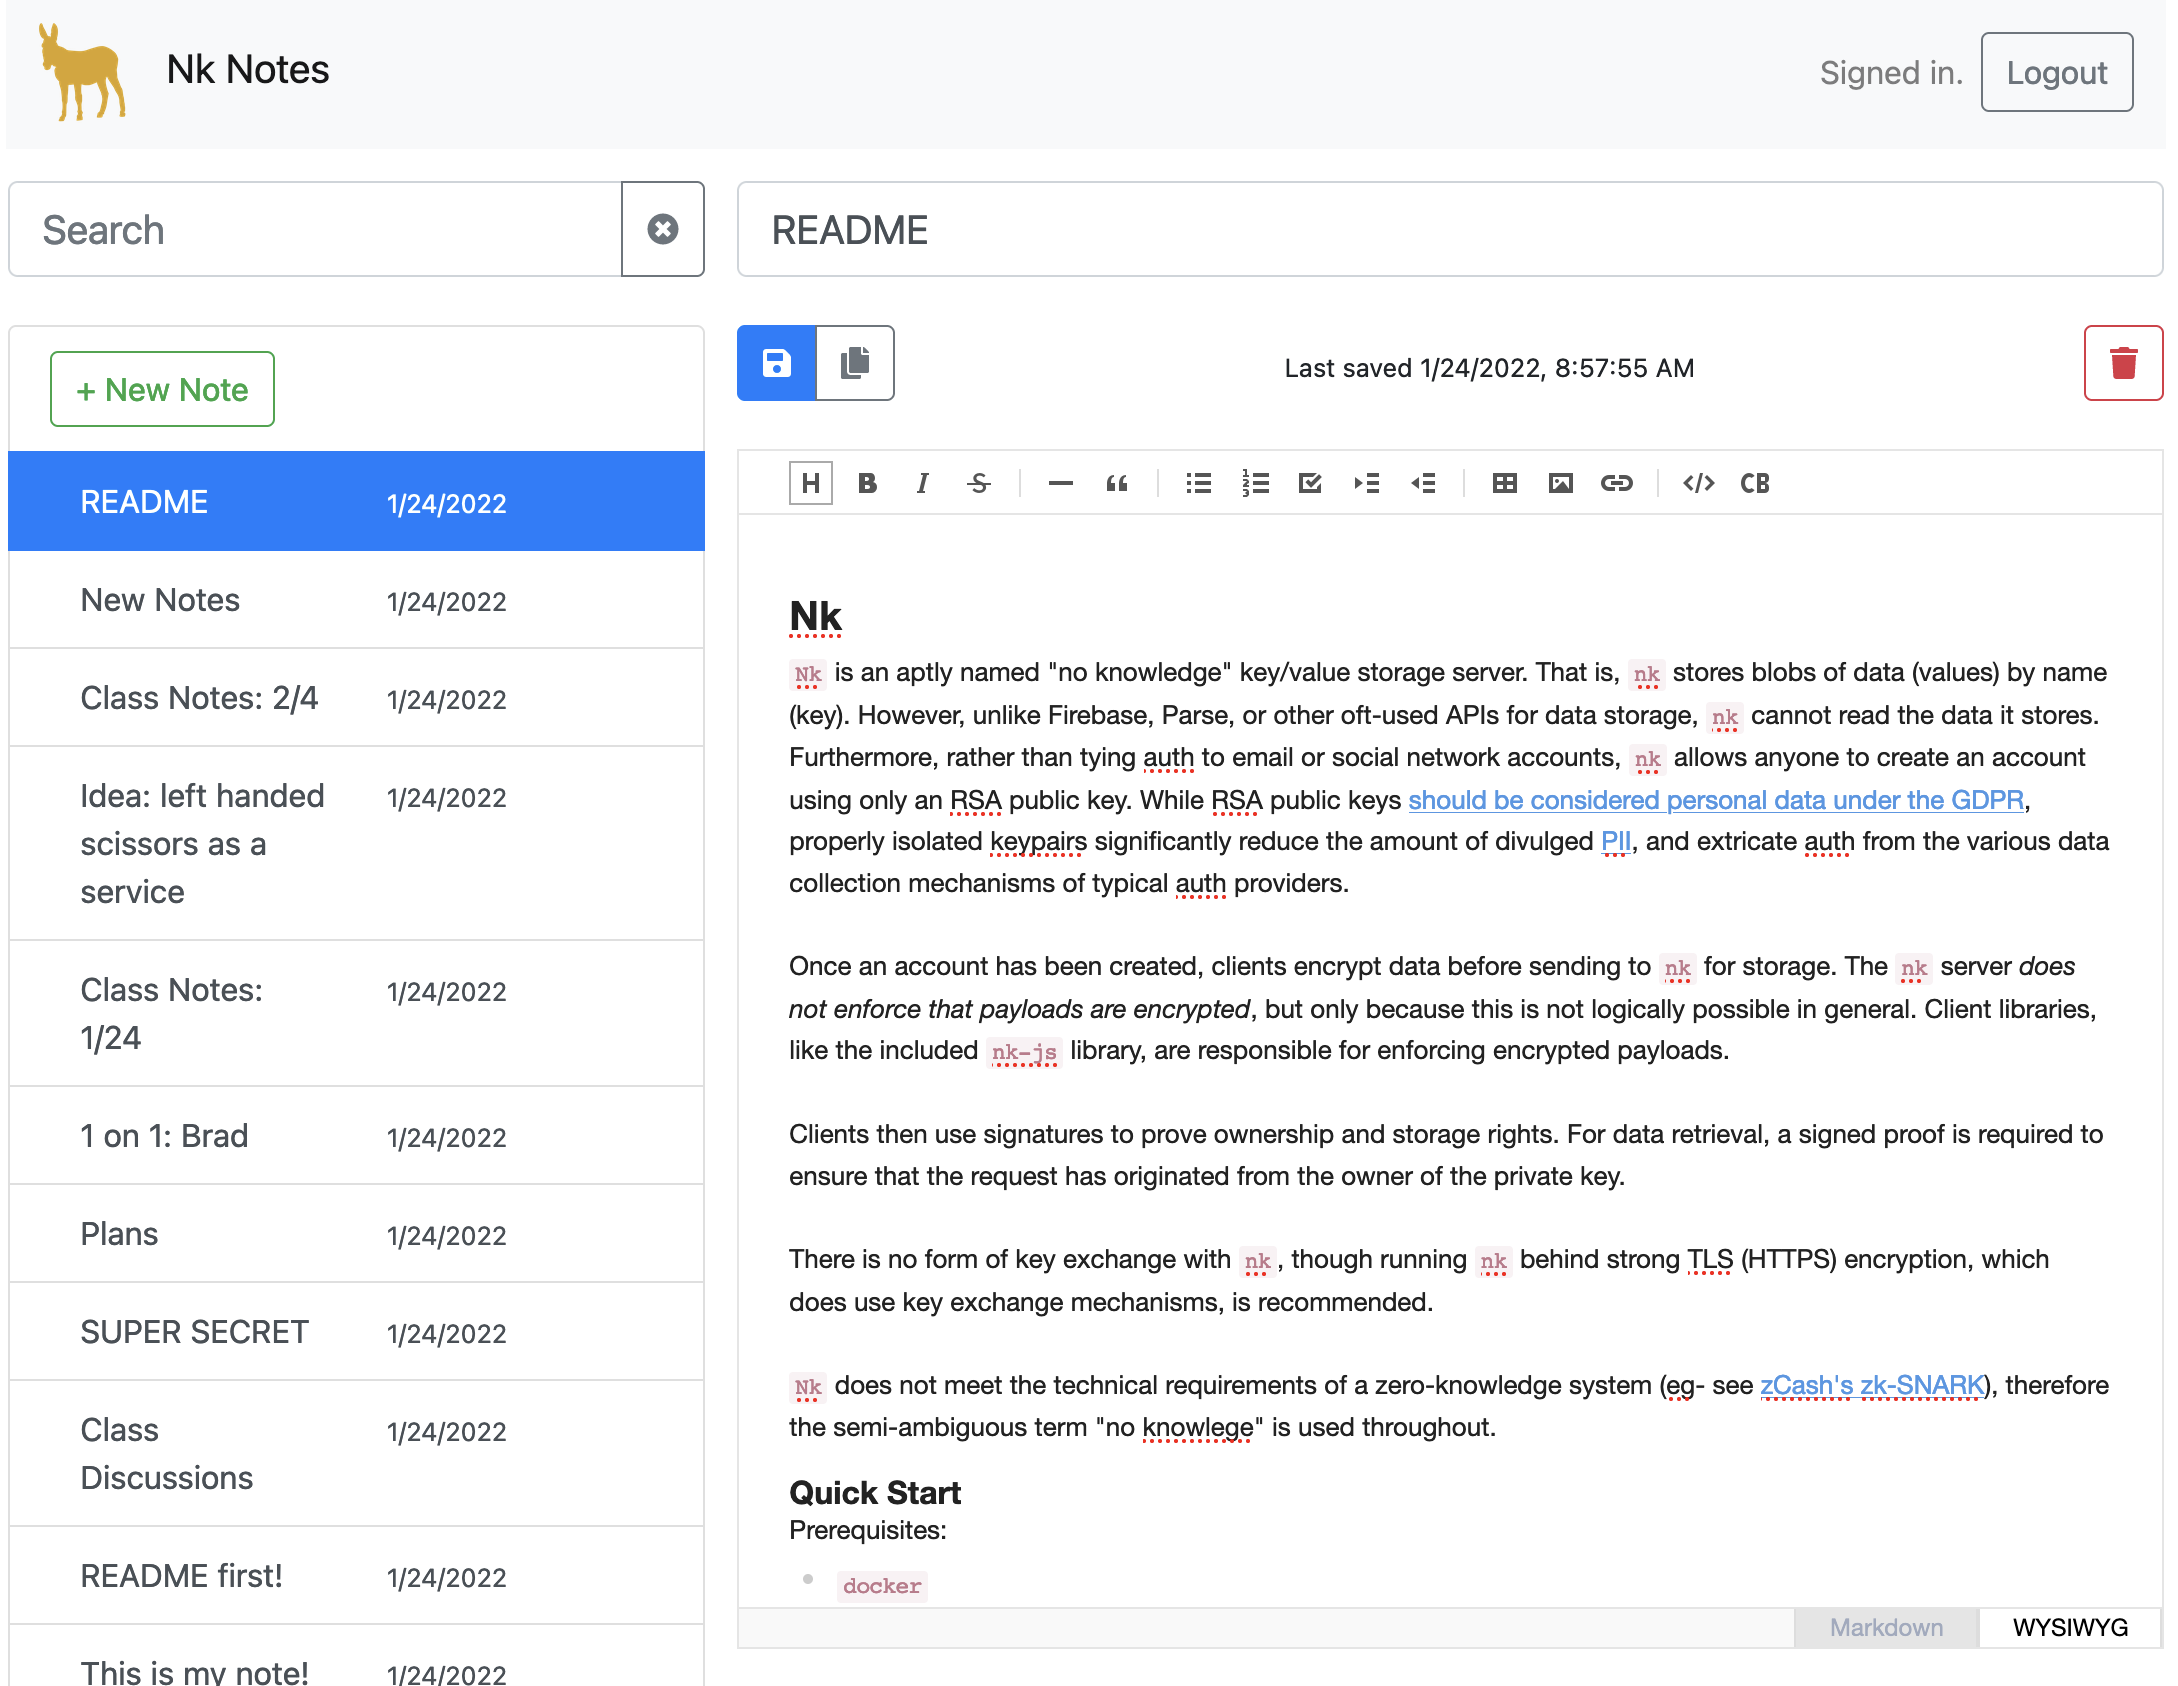 Nk Notes
Signed in.
Logout
Search
README
+ New Note
Last saved 1/24/2022, 8:57:55 AM
README 1/24/2022
New Notes 1/24/2022
Class Notes: 2/4 1/24/2022
Idea: left handed 1/24/2022
scissors as a
service
Class Notes: 1/24/2022
1/24
1 on 1: Brad 1/24/2022
Plans 1/24/2022
SUPER SECRET 1/24/2022
Class 1/24/2022
Discussions
README first! 1/24/2022
This is my note! 1/24/2022
H B I S “ </> CB
Nk
Nk is an aptly named "no knowledge" key/value storage server. That is, nk stores blobs of data (values) by name
(key). However, unlike Firebase, Parse, or other oft-used APIs for data storage, nk cannot read the data it stores.
Furthermore, rather than tying auth to email or social network accounts, nk allows anyone to create an account
using only an RSA public key. While RSA public keys should be considered personal data under the GDPR,
properly isolated keypairs significantly reduce the amount of divulged PII, and extricate auth from the various data
collection mechanisms of typical auth providers.
Once an account has been created, clients encrypt data before sending to nk for storage. The nk server does
not enforce that payloads are encrypted, but only because this is not logically possible in general. Client libraries,
like the included nk-js library, are responsible for enforcing encrypted payloads.
Clients then use signatures to prove ownership and storage rights. For data retrieval, a signed proof is required to
ensure that the request has originated from the owner of the private key.
There is no form of key exchange with nk, though running nk behind strong TLS (HTTPS) encryption, which
does use key exchange mechanisms, is recommended.
Nk does not meet the technical requirements of a zero-knowledge system (eg- see zCash's zk-SNARK), therefore
the semi-ambiguous term "no knowlege" is used throughout.
Quick Start
Prerequisites:
docker
Markdown
WYSIWYG